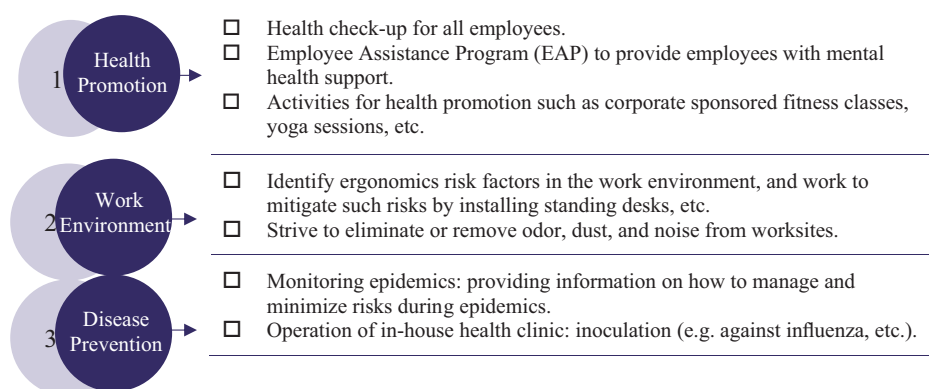 1
Health
Promotion
☐ Health check-up for all employees.
☐ Employee Assistance Program (EAP) to provide employees with mental
health support.
☐ Activities for health promotion such as corporate sponsored fitness classes,
yoga sessions, etc.
2
Work
Environment
☐ Identify ergonomics risk factors in the work environment, and work to
mitigate such risks by installing standing desks, etc.
☐ Strive to eliminate or remove odor, dust, and noise from worksites.
3
Disease
Prevention
☐ Monitoring epidemics: providing information on how to manage and
minimize risks during epidemics.
☐ Operation of in-house health clinic: inoculation (e.g. against influenza, etc.).